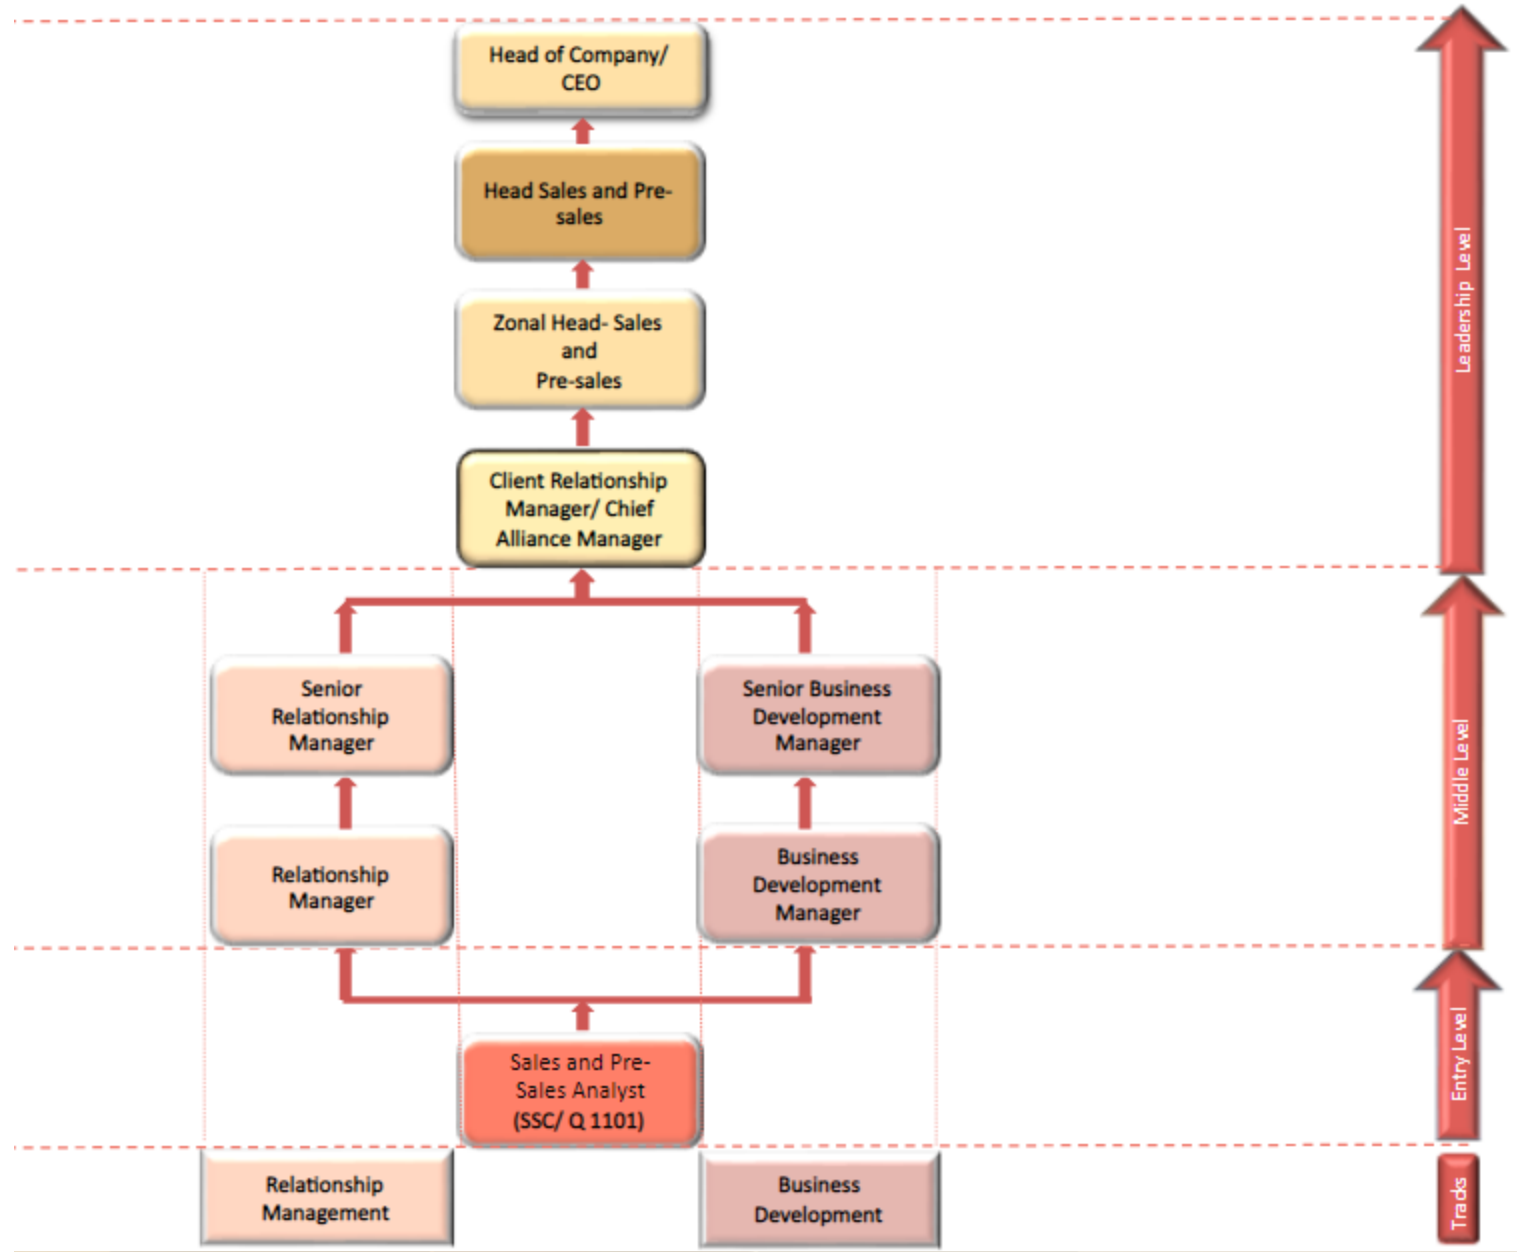 Head of Company/
CEO
Head Sales and Pre-
sales
Zonal Head- Sales
and
Pre-sales
Client Relationship
Manager/ Chief
Alliance Manager
Leadership Level
Senior
Relationship
Manager
Senior Business
Development
Manager
Relationship
Manager
Business
Development
Manager
Middle Level
Sales and Pre-
Sales Analyst
(SSC/ Q 1101)
Entry Level
Relationship
Management
Business
Development
Tracks